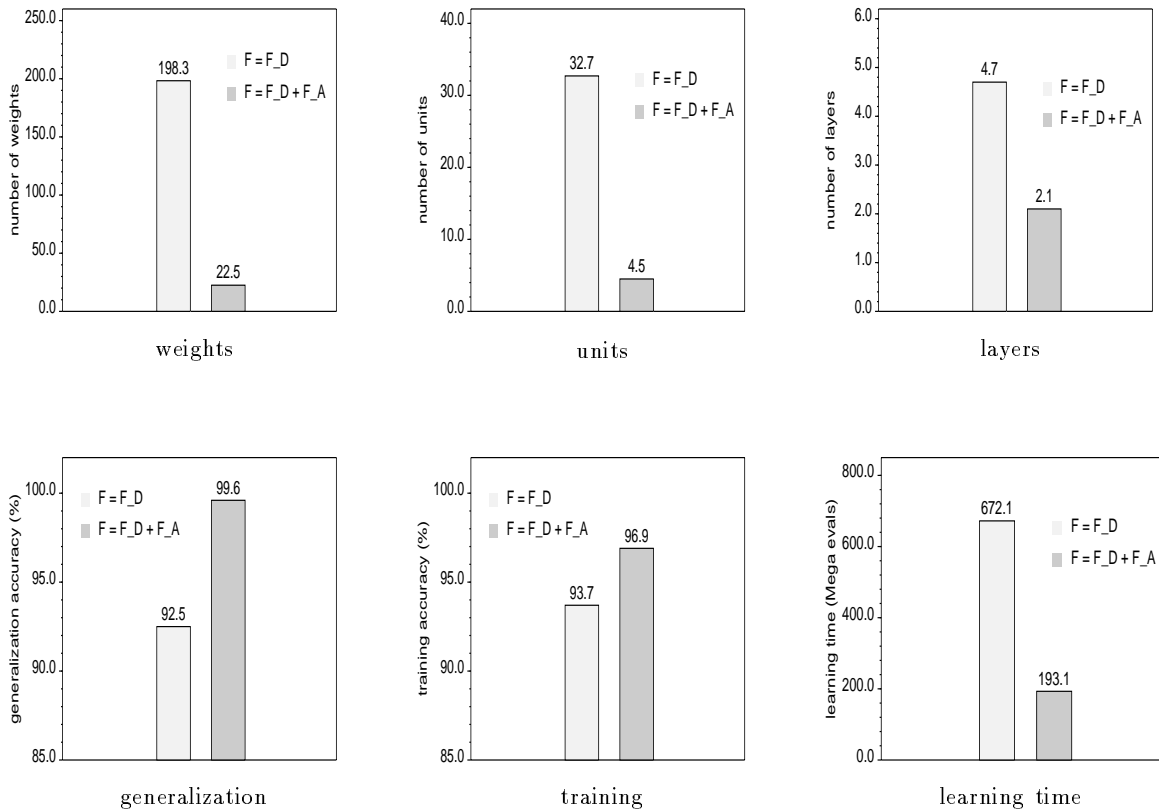 number of weights
250.0
200.0
150.0
100.0
50.0
0.0
198.3
22.5
F = F_D
F = F_D + F_A
weights
number of units
40.0
30.0
20.0
10.0
0.0
32.7
4.5
F = F_D
F = F_D + F_A
units
number of layers
6.0
5.0
4.0
3.0
2.0
1.0
0.0
4.7
2.1
F = F_D
F = F_D + F_A
layers
generalization accuracy (%)
100.0
95.0
90.0
85.0
F = F_D
F = F_D + F_A
92.5
99.6
generalization
training accuracy (%)
100.0
95.0
90.0
85.0
F = F_D
F = F_D + F_A
93.7
96.9
training
learning time (Mega evals)
800.0
600.0
400.0
200.0
0.0
672.1
193.1
F = F_D
F = F_D + F_A
learning time